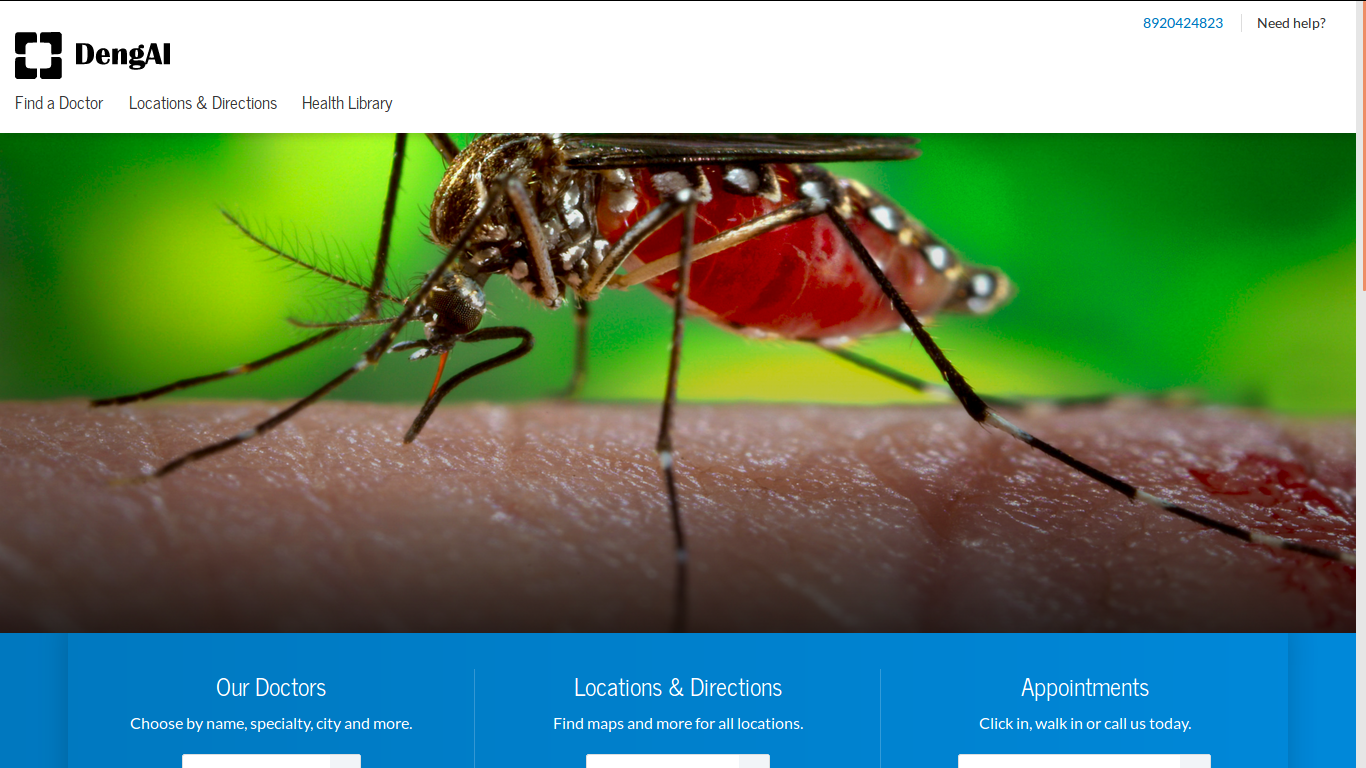 8920424823 Need help?
DengAI
Find a Doctor Locations & Directions Health Library
Our Doctors
Choose by name, specialty, city and more.
Locations & Directions
Find maps and more for all locations.
Appointments
Click in, walk in or call us today.